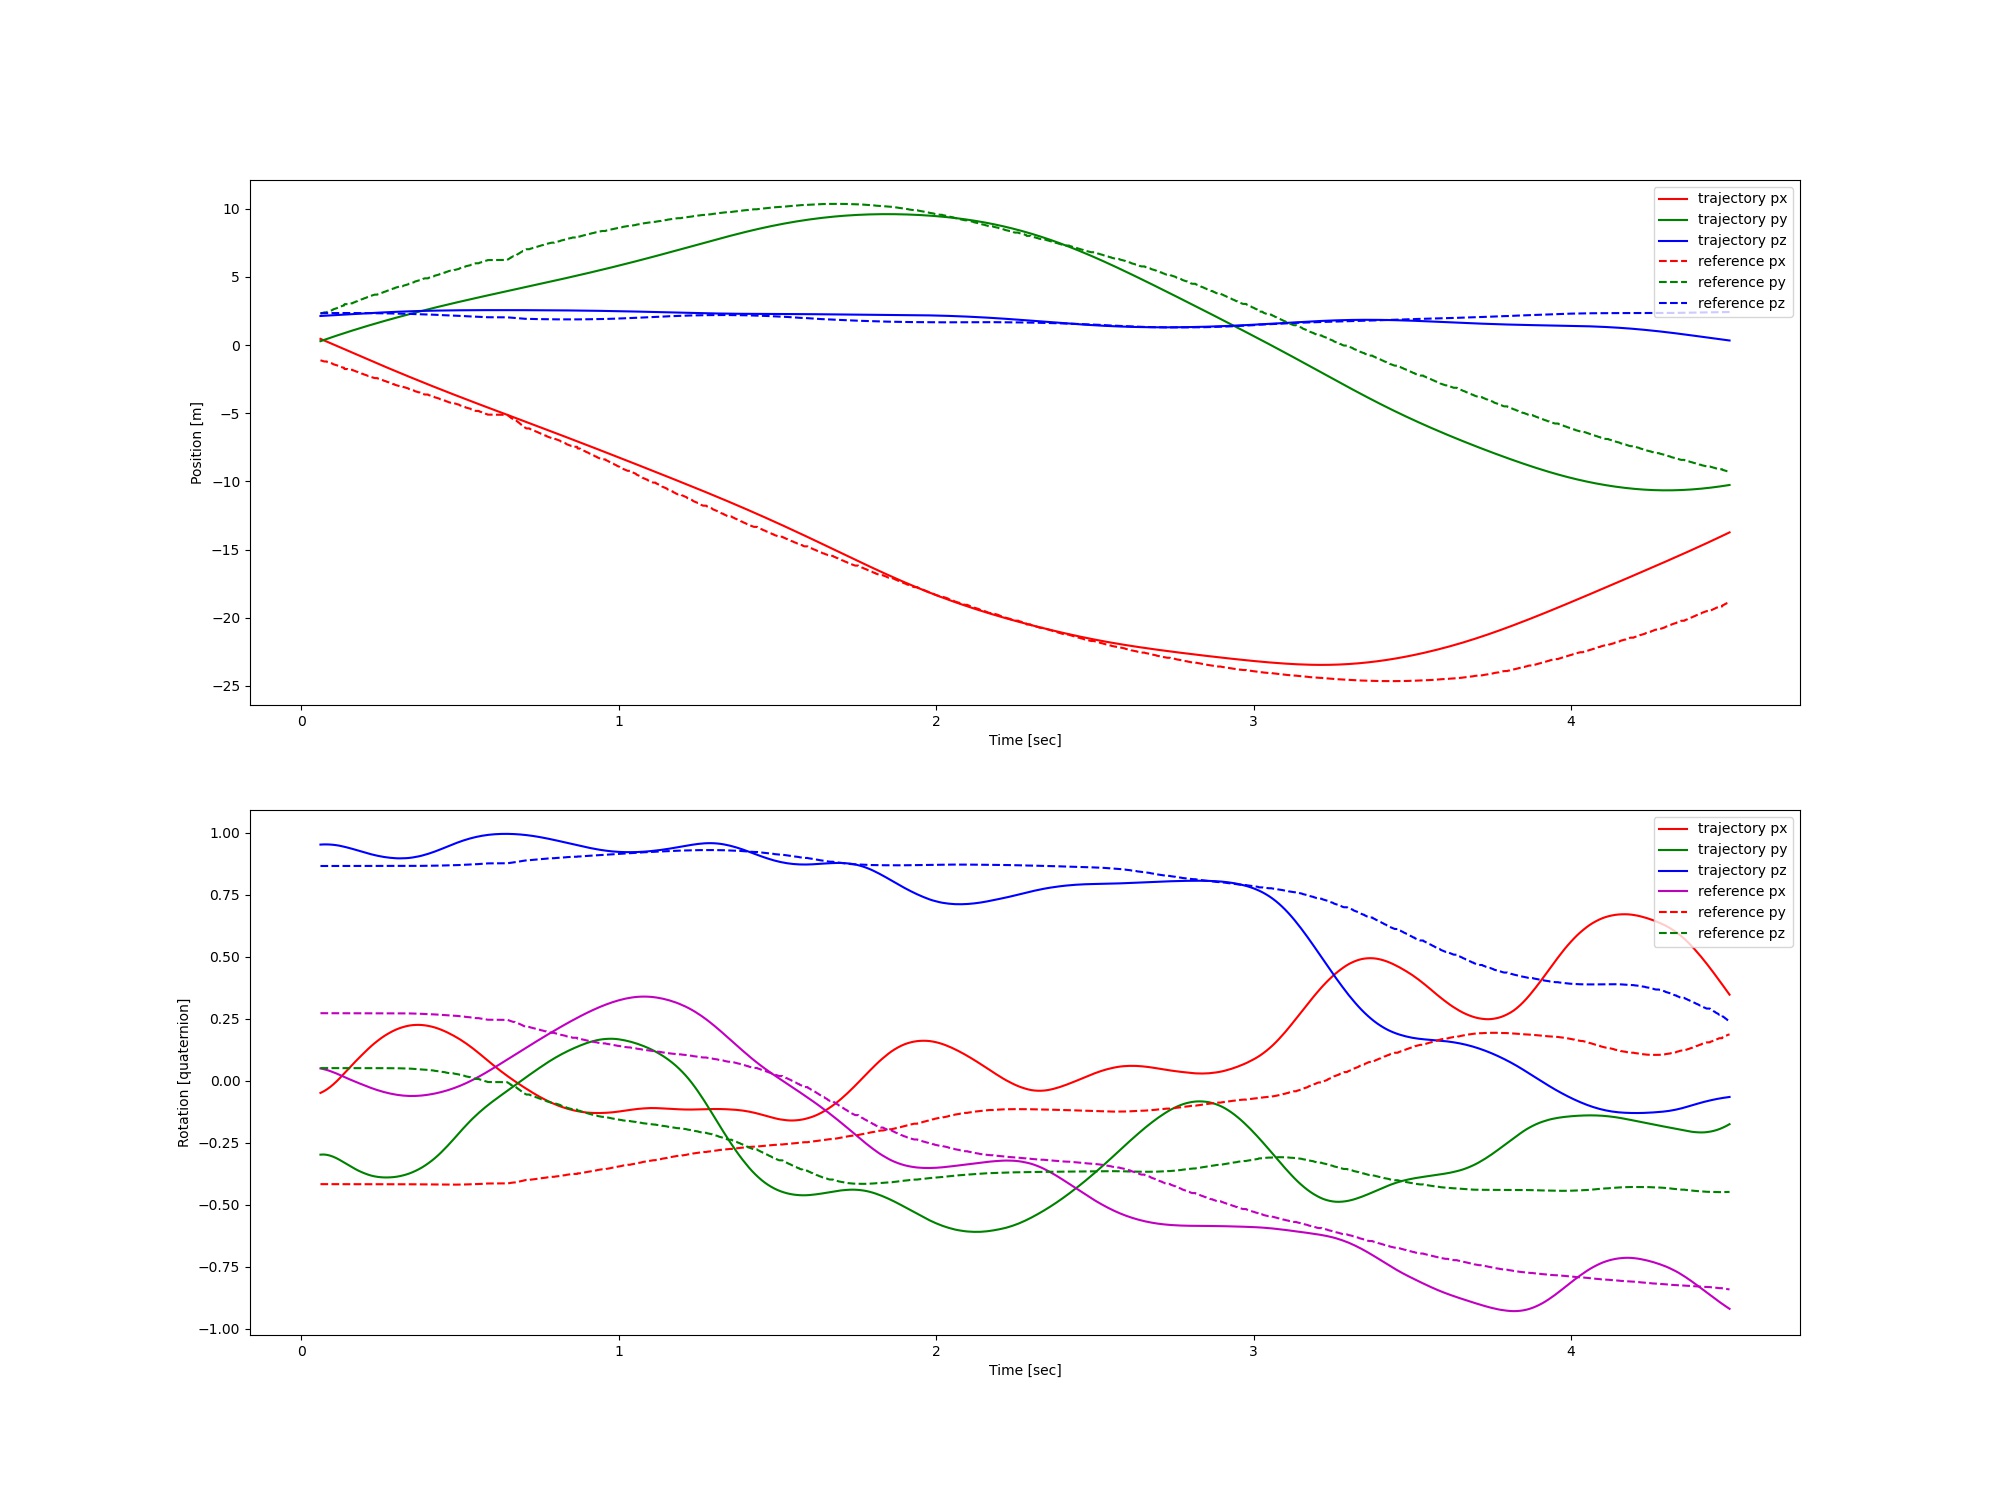 10
5
0
−5
−10
−15
−20
−25
Position [m]
0 1 2 3 4
Time [sec]
trajectory px
trajectory py
trajectory pz
reference px
reference py
reference pz
1.00
0.75
0.50
0.25
0.00
−0.25
−0.50
−0.75
−1.00
Rotation [quaternion]
0 1 2 3 4
Time [sec]
trajectory px
trajectory py
trajectory pz
reference px
reference py
reference pz